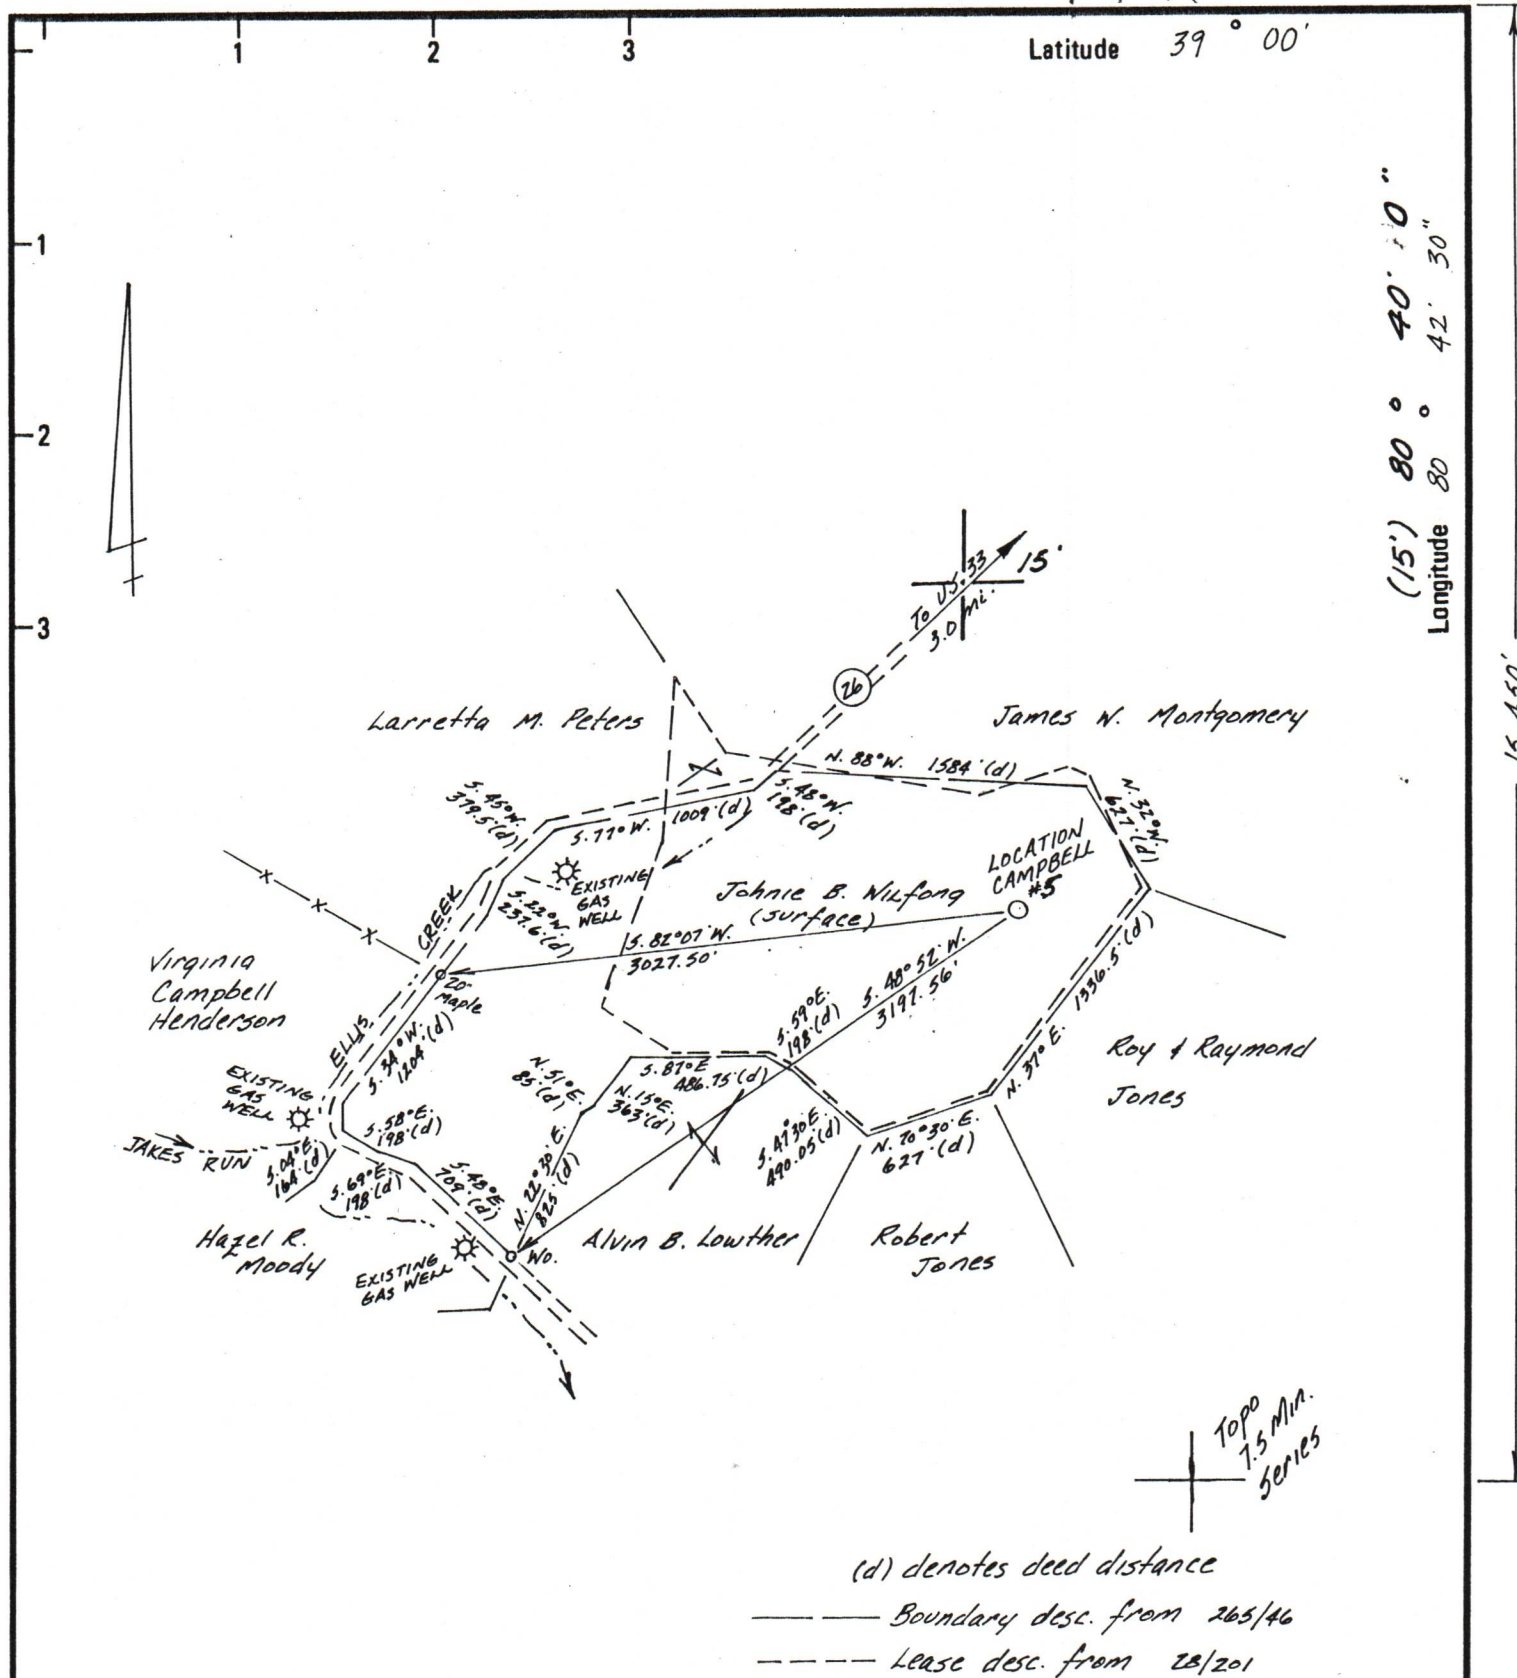 1
2
3
Latitude 39° 00'
1
2
3
(15') 80° 40'
Longitude 80° 42' 30"
15'
To U.S. 33
3.0 mi.
26
Larretta M. Peters
James W. Montgomery
N. 88° W. 1584'(d)
N. 32° W.
627'(d)
S. 45° W.
379.5'(d)
S. 77° W. 1009'(d)
S. 48° W.
198'(d)
LOCATION
CAMPBELL
#5
EXISTING
GAS
WELL
Johnie B. Wilfong
(surface)
S. 22° W.
237.6'(d)
S. 82° 07' W.
3027.50'
CREEK
20"
Maple
Virginia
Campbell
Henderson
S. 48° 52' W.
3197.56'
S. 59° E.
198'(d)
N. 37° E. 1336.5'(d)
ELLIS
S. 34° W.
1204'(d)
Roy & Raymond
Jones
EXISTING
GAS
WELL
N. 51° E.
85'(d)
S. 87° E
486.75'(d)
N. 15° E.
363'(d)
S. 58° E.
198'(d)
JAKES RUN
S. 04° E.
164'(d)
S. 47° 30' E.
490.05'(d)
N. 70° 30' E.
627'(d)
S. 69° E.
198'(d)
S. 48° E.
709'(d)
N. 22° 30' E.
825'(d)
Hazel R.
Moody
EXISTING
GAS WELL
Wo.
Alvin B. Lowther
Robert
Jones
Topo
7.5 Min.
Series
(d) denotes deed distance
Boundary desc. from 265/46
Lease desc. from 28/201